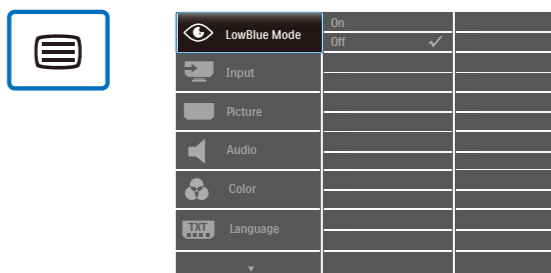 LowBlue Mode
On
Off
Input
Picture
Audio
Color
TXT
Language